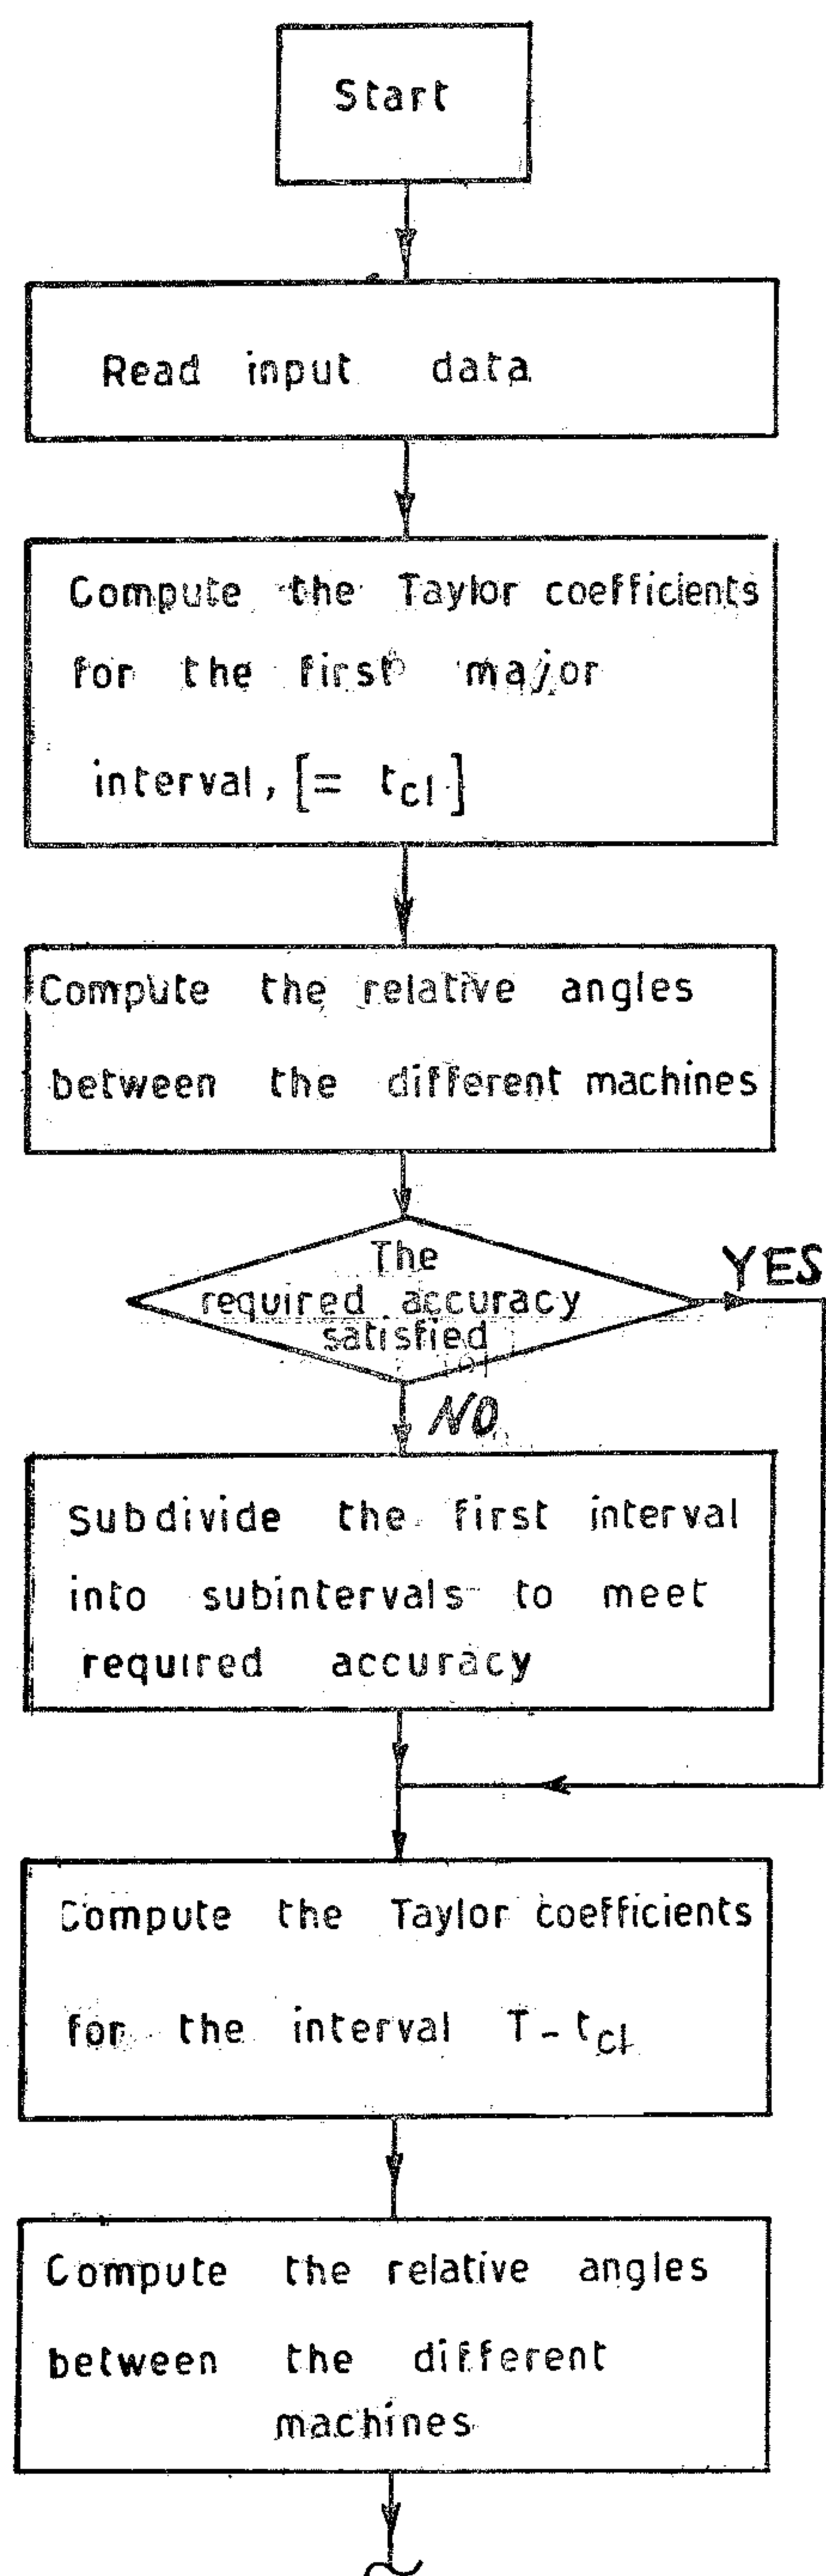 Start
Read input data
Compute the Taylor coefficients
for the first major
interval, [= t_cl]
Compute the relative angles
between the different machines
The
required accuracy
satisfied
YES
NO
Subdivide the first interval
into subintervals to meet
required accuracy
Compute the Taylor coefficients
for the interval T - t_cl
Compute the relative angles
between the different
machines